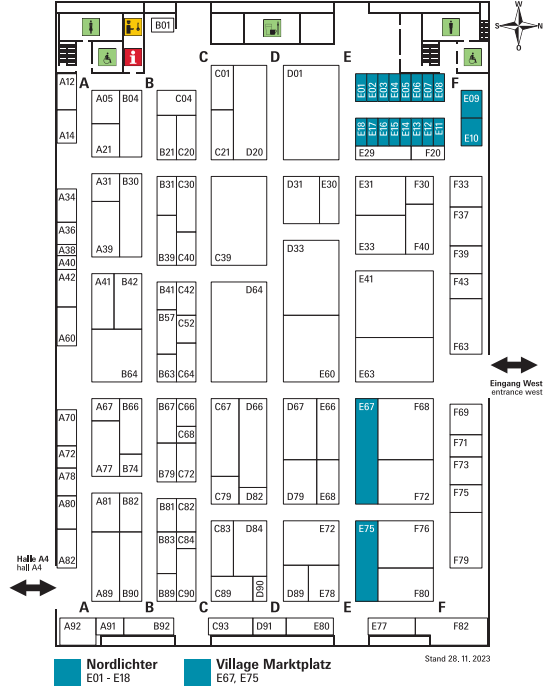 W
S
N
O
B01
i
C
D
E
A
B
F
A12
A14
A05
B04
A21
C04
B21
C20
C01
C21
D20
D01
E01
E02
E03
E04
E05
E06
E07
E08
E18
E17
E16
E15
E14
E13
E12
E11
E29
F20
E09
E10
A34
A36
A38
A40
A42
A60
A31
B30
A39
B31
C30
B39
C40
C39
D31
E30
E31
E33
F30
F40
F33
F37
F39
F43
F63
A41
B42
B64
B41
C42
B57
C52
B63
C64
D64
D33
E60
E41
E63
Eingang West
entrance west
A70
A72
A78
A80
A82
A67
B66
A77
B74
B67
C66
C68
B79
C72
C67
D66
C79
D82
D67
E66
D79
E68
E67
F68
F72
F69
F71
F73
F75
F79
A81
B82
A89
B90
B81
C82
B83
C84
B89
C90
C83
D84
C89
D90
E72
D89
E78
E75
F76
F80
Halle A4
hall A4
A
B
C
D
E
F
A92
A91
B92
C93
D91
E80
E77
F82
Nordlichter
E01 - E18
Village Marktplatz
E67, E75
Stand 28. 11. 2023